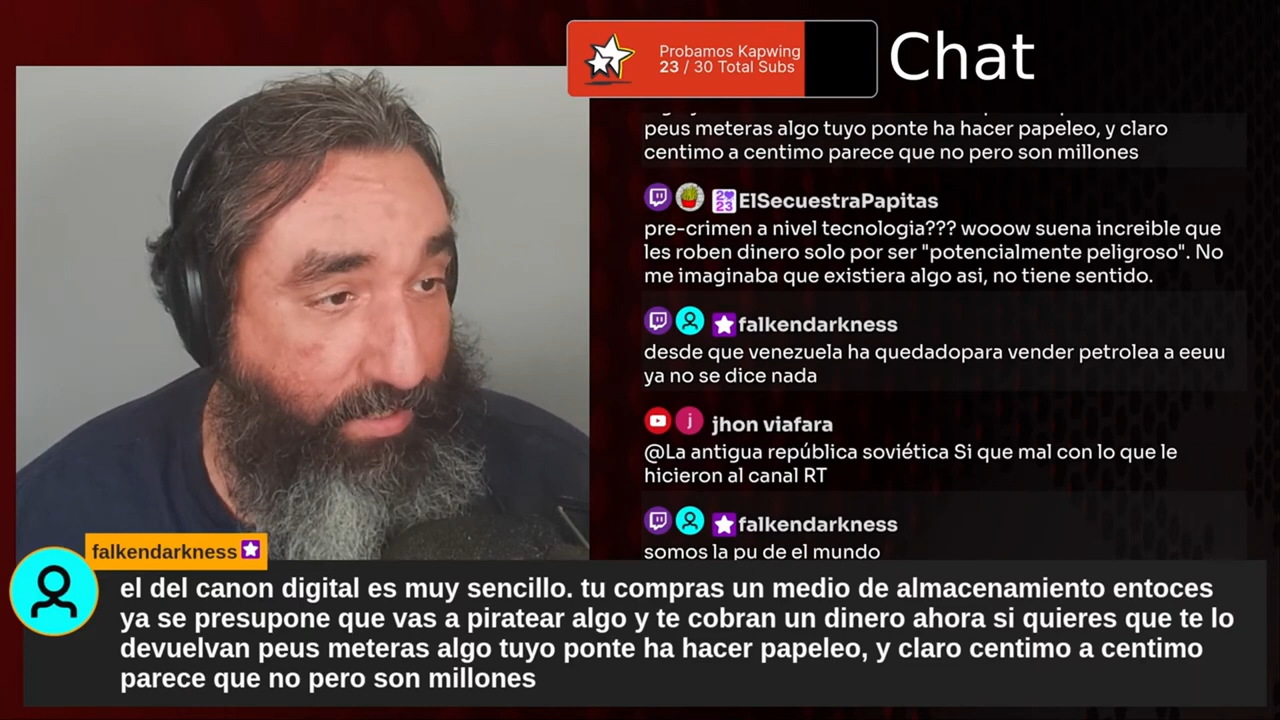 Probamos Kapwing
23 / 30 Total Subs
Chat
peus meteras algo tuyo ponte ha hacer papeleo, y claro
centimo a centimo parece que no pero son millones
ElSecuestraPapitas
pre-crimen a nivel tecnologia??? wooow suena increible que
les roben dinero solo por ser "potencialmente peligroso". No
me imaginaba que existiera algo asi, no tiene sentido.
falkendarkness
desde que venezuela ha quedadopara vender petrolea a eeuu
ya no se dice nada
j jhon viafara
@La antigua república soviética Si que mal con lo que le
hicieron al canal RT
falkendarkness
somos la pu de el mundo
falkendarkness
el del canon digital es muy sencillo. tu compras un medio de almacenamiento entoces
ya se presupone que vas a piratear algo y te cobran un dinero ahora si quieres que te lo
devuelvan peus meteras algo tuyo ponte ha hacer papeleo, y claro centimo a centimo
parece que no pero son millones